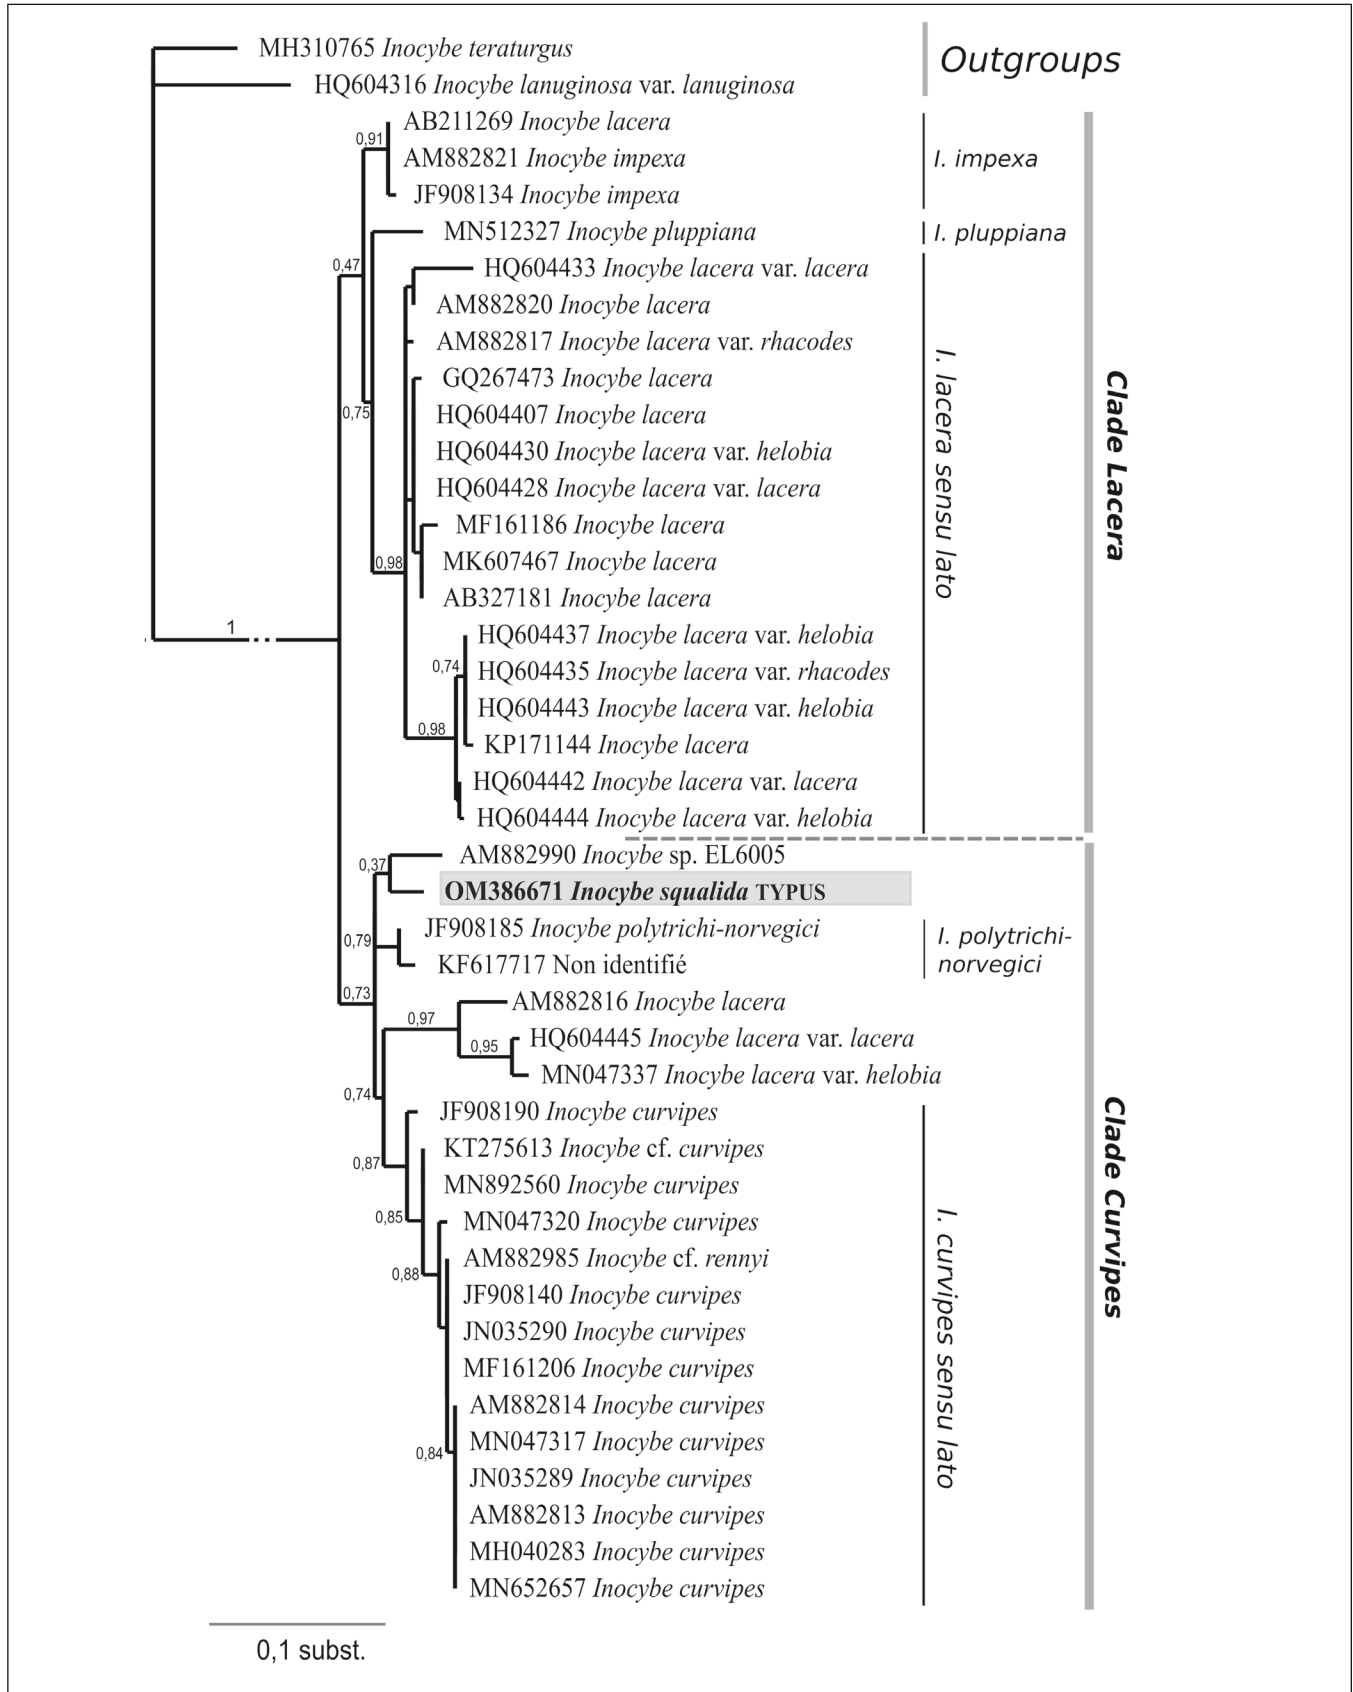 MH310765 Inocybe teraturgus
HQ604316 Inocybe lanuginosa var. lanuginosa
Outgroups
AB211269 Inocybe lacera
0,91
AM882821 Inocybe impexa
I. impexa
JF908134 Inocybe impexa
MN512327 Inocybe pluppiana
I. pluppiana
0,47
HQ604433 Inocybe lacera var. lacera
AM882820 Inocybe lacera
AM882817 Inocybe lacera var. rhacodes
GQ267473 Inocybe lacera
0,75
HQ604407 Inocybe lacera
HQ604430 Inocybe lacera var. helobia
HQ604428 Inocybe lacera var. lacera
I. lacera sensu lato
Clade Lacera
MF161186 Inocybe lacera
0,98
MK607467 Inocybe lacera
AB327181 Inocybe lacera
1
HQ604437 Inocybe lacera var. helobia
0,74
HQ604435 Inocybe lacera var. rhacodes
HQ604443 Inocybe lacera var. helobia
0,98
KP171144 Inocybe lacera
HQ604442 Inocybe lacera var. lacera
HQ604444 Inocybe lacera var. helobia
AM882990 Inocybe sp. EL6005
0,37
OM386671 Inocybe squalida TYPUS
JF908185 Inocybe polytrichi-norvegici
0,79
I. polytrichi-
norvegici
KF617717 Non identifié
0,73
AM882816 Inocybe lacera
0,97
HQ604445 Inocybe lacera var. lacera
0,95
MN047337 Inocybe lacera var. helobia
0,74
JF908190 Inocybe curvipes
KT275613 Inocybe cf. curvipes
0,87
MN892560 Inocybe curvipes
0,85
MN047320 Inocybe curvipes
AM882985 Inocybe cf. rennyi
0,88
JF908140 Inocybe curvipes
JN035290 Inocybe curvipes
I. curvipes sensu lato
Clade Curvipes
MF161206 Inocybe curvipes
AM882814 Inocybe curvipes
MN047317 Inocybe curvipes
0,84
JN035289 Inocybe curvipes
AM882813 Inocybe curvipes
MH040283 Inocybe curvipes
MN652657 Inocybe curvipes
0,1 subst.